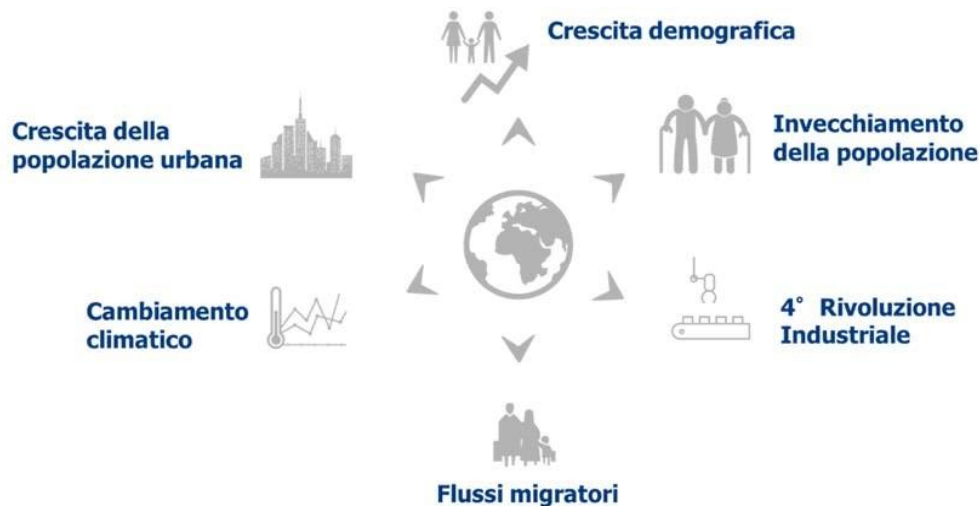 Crescita demografica
Crescita della
popolazione urbana
Invecchiamento
della popolazione
Cambiamento
climatico
4° Rivoluzione
Industriale
Flussi migratori